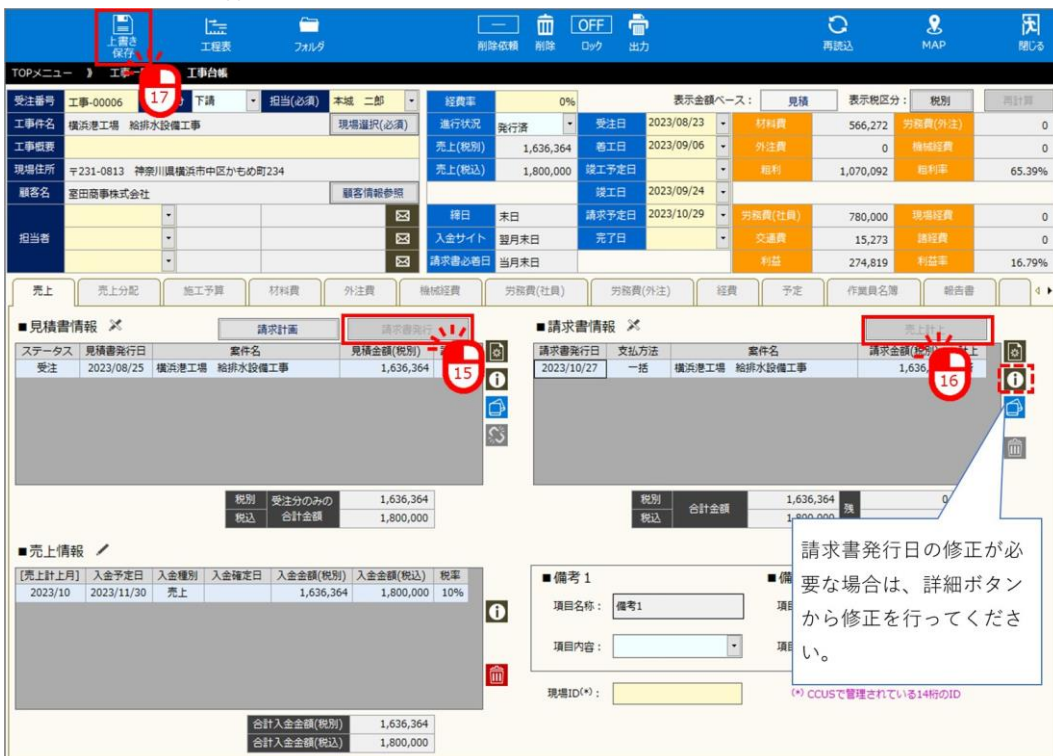 上書き
保存
工程表
フォルダ
削除依頼
削除
OFF
ロック
出力
再読込
MAP
閉じる
TOPメニュー 》 工事一 工事台帳
17
受注番号 工事-00006 下請 担当(必須) 本城 二郎 経費率 0% 表示金額ベース: 見積 表示税区分: 税別 再計算
工事件名 横浜港工場 給排水設備工事 現場選択(必須) 進行状況 発行済 受注日 2023/08/23 材料費 566,272 労務費(外注) 0
工事概要 売上(税別) 1,636,364 着工日 2023/09/06 外注費 0 機械経費 0
現場住所 〒231-0813 神奈川県横浜市中区かもめ町234 売上(税込) 1,800,000 竣工予定日 粗利 1,070,092 粗利率 65.39%
顧客名 室田商事株式会社 顧客情報参照 竣工日 2023/09/24
担当者 締日 末日 請求予定日 2023/10/29 労務費(社員) 780,000 現場経費 0
入金サイト 翌月末日 完了日 交通費 15,273 諸経費 0
請求書必着日 当月末日 利益 274,819 利益率 16.79%
売上 売上分配 施工予算 材料費 外注費 機械経費 労務費(社員) 労務費(外注) 経費 予定 作業員名簿 報告書
■見積書情報 請求計画 請求書発行
ステータス 見積書発行日 案件名 見積金額(税別)
受注 2023/08/25 横浜港工場 給排水設備工事 1,636,364
15
税別 受注分のみの 1,636,364
税込 合計金額 1,800,000
■請求書情報 売上計上
請求書発行日 支払方法 案件名 請求金額(税別) 計上
2023/10/27 一括 横浜港工場 給排水設備工事 1,636,
16
税別 合計金額 1,636,364 残 0
税込 1,800,000
■売上情報
[売上計上月] 入金予定日 入金種別 入金確定日 入金金額(税別) 入金金額(税込) 税率
2023/10 2023/11/30 売上 1,636,364 1,800,000 10%
合計入金金額(税別) 1,636,364
合計入金金額(税込) 1,800,000
■備考1
項目名称: 備考1
項目内容:
■備
現場ID(*):
(*) CCUSで管理されている14桁のID
請求書発行日の修正が必
要な場合は、詳細ボタン
から修正を行ってくださ
い。